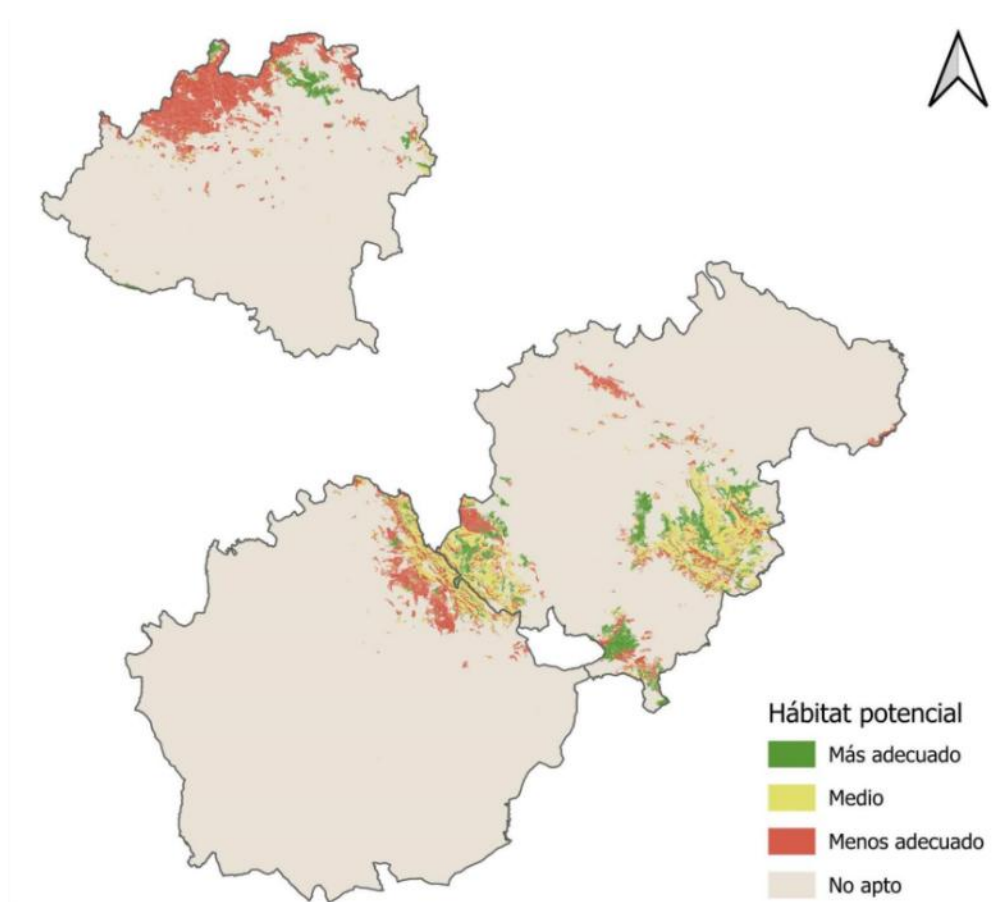 Hábitat potencial
Más adecuado
Medio
Menos adecuado
No apto